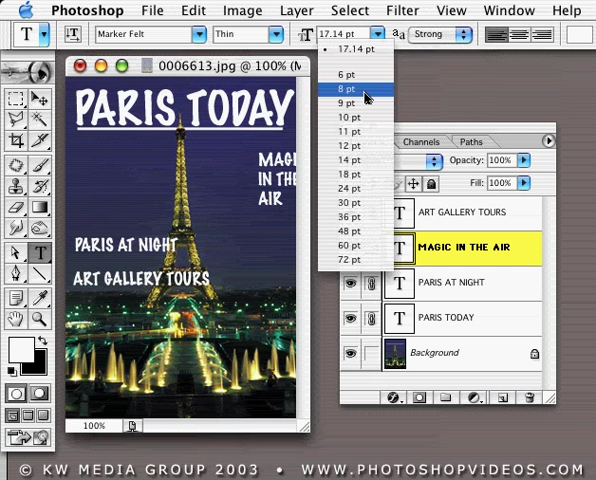 Photoshop File Edit Image Layer Select Filter View Window Help
T Marker Felt Thin 17.14 pt aa Strong
17.14 pt
6 pt
8 pt
9 pt
10 pt
11 pt
12 pt
14 pt
18 pt
24 pt
30 pt
36 pt
48 pt
60 pt
72 pt
0006613.jpg @ 100% (
PARIS TODAY
MAGI
IN THE
AIR
PARIS AT NIGHT
ART GALLERY TOURS
100%
Channels Paths
Opacity: 100%
Fill: 100%
T ART GALLERY TOURS
T MAGIC IN THE AIR
T PARIS AT NIGHT
T PARIS TODAY
Background
© KW MEDIA GROUP 2003 • WWW.PHOTOSHOPVIDEOS.COM